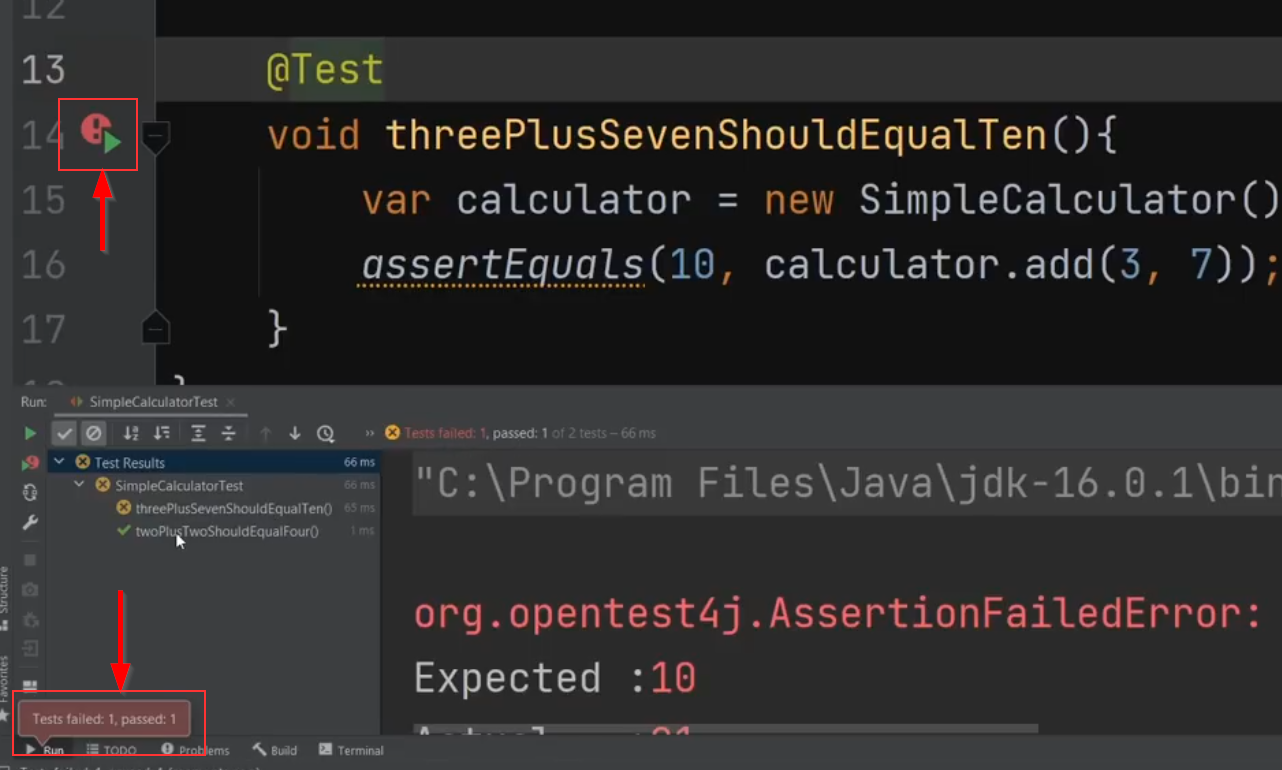 12
13 @Test
14 void threePlusSevenShouldEqualTen(){
15 var calculator = new SimpleCalculator()
16 assertEquals(10, calculator.add(3, 7));
17 }
}
Run: SimpleCalculatorTest
Tests failed: 1, passed: 1 of 2 tests – 66 ms
Test Results 66 ms
SimpleCalculatorTest 66 ms
threePlusSevenShouldEqualTen() 65 ms
twoPlusTwoShouldEqualFour() 1 ms
"C:\Program Files\Java\jdk-16.0.1\bin
org.opentest4j.AssertionFailedError:
Expected :10
Actual :21
Structure
Favorites
Tests failed: 1, passed: 1
Run TODO Problems Build Terminal